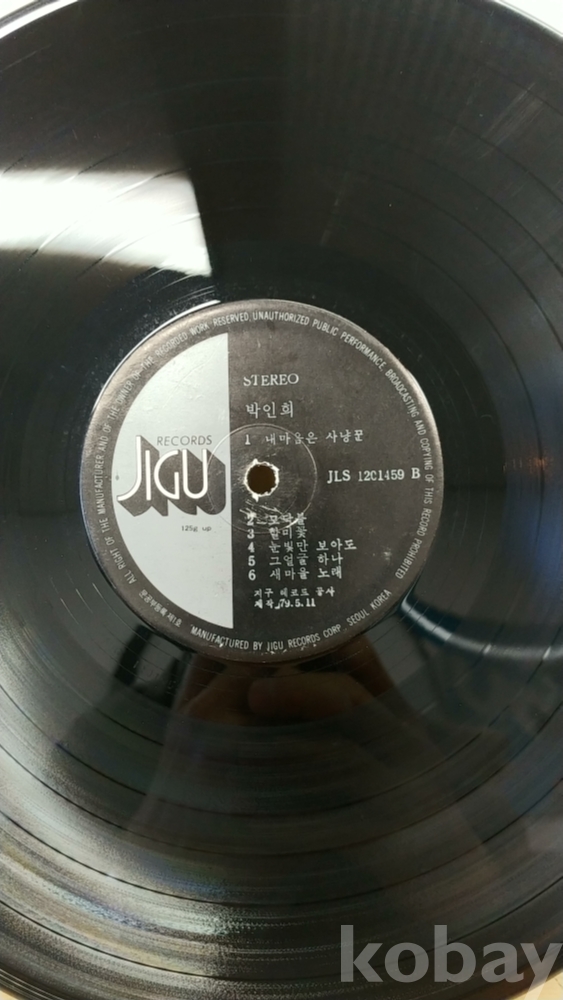 ALL RIGHT OF THE MANUFACTURER AND OF THE OWNER OF THE RECORDED WORK RESERVED, UNAUTHORIZED PUBLIC PERFORMANCE, BROADCASTING AND COPYING OF THIS RECORD PROHIBITED
STEREO
박인희
1 내마음은 사냥꾼
RECORDS
JIGU
JLS 1201459 B
125g up
2 모닥불
3 할미꽃
4 눈빛만 보아도
5 그얼굴 하나
6 새마을 노래
지구 레코드 공사
제작.79.5.11
MANUFACTURED BY JIGU RECORDS CORP. SEOUL KOREA
kobay